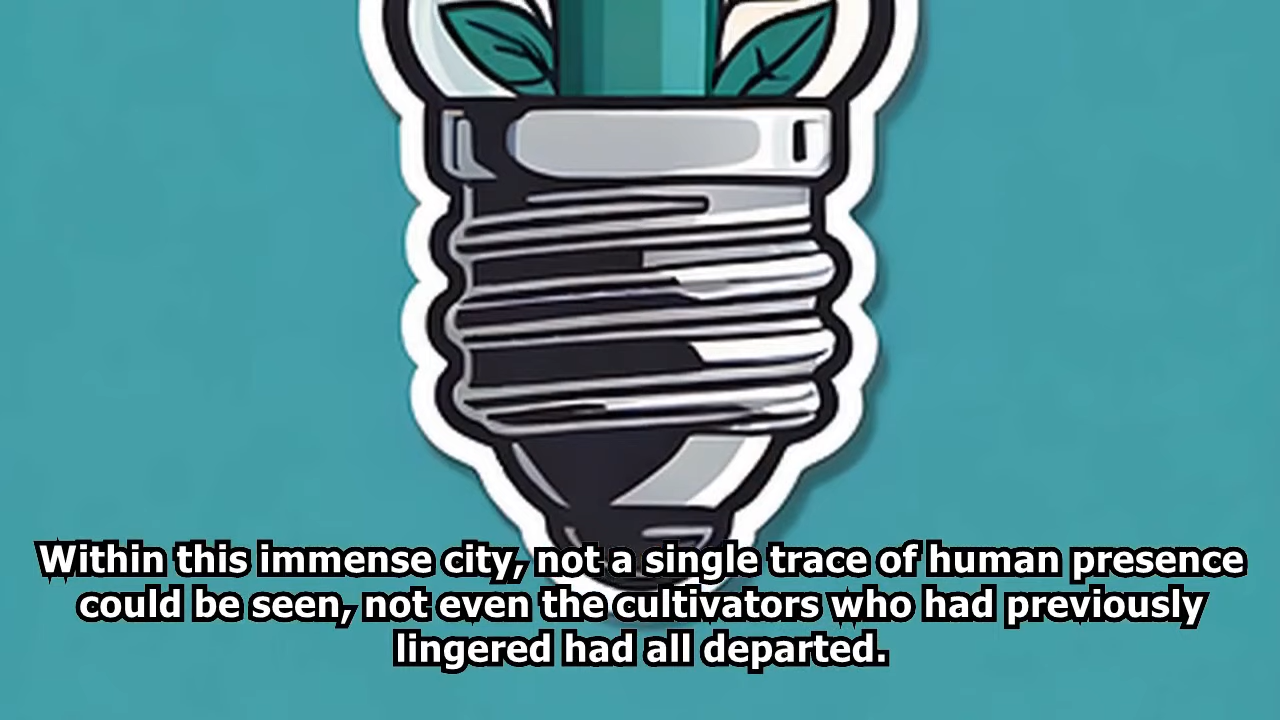 Within this immense city, not a single trace of human presence
could be seen, not even the cultivators who had previously
lingered had all departed.